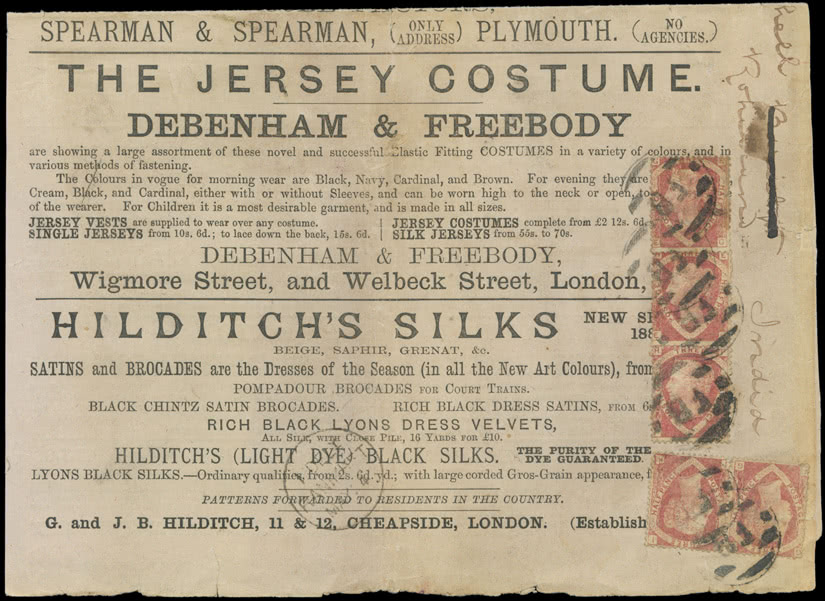 SPEARMAN & SPEARMAN, (ONLY ADDRESS) PLYMOUTH. (NO AGENCIES.)
THE JERSEY COSTUME.
DEBENHAM & FREEBODY
are showing a large assortment of these novel and successful Elastic Fitting COSTUMES in a variety of colours, and in
various methods of fastening.
The Colours in vogue for morning wear are Black, Navy, Cardinal, and Brown. For evening they are
Cream, Black, and Cardinal, either with or without Sleeves, and can be worn high to the neck or open, to
of the wearer. For Children it is a most desirable garment, and is made in all sizes.
JERSEY VESTS are supplied to wear over any costume. | JERSEY COSTUMES complete from £2 12s. 6d.
SINGLE JERSEYS from 10s. 6d.; to lace down the back, 15s. 6d. | SILK JERSEYS from 55s. to 70s.
DEBENHAM & FREEBODY,
Wigmore Street, and Welbeck Street, London,
HILDITCH'S SILKS NEW
188
BEIGE, SAPHIR, GRENAT, &c.
SATINS and BROCADES are the Dresses of the Season (in all the New Art Colours), from
POMPADOUR BROCADES FOR COURT TRAINS.
BLACK CHINTZ SATIN BROCADES. RICH BLACK DRESS SATINS, FROM 6
RICH BLACK LYONS DRESS VELVETS,
ALL SILK, WITH CLOSE PILE, 16 YARDS FOR £10.
HILDITCH'S (LIGHT DYE) BLACK SILKS. THE PURITY OF THE DYE GUARANTEED.
LYONS BLACK SILKS.—Ordinary qualities, from 2s. 6d. yd.; with large corded Gros-Grain appearance,
PATTERNS FORWARDED TO RESIDENTS IN THE COUNTRY.
G. and J. B. HILDITCH, 11 & 12, CHEAPSIDE, LONDON. (Establish
India